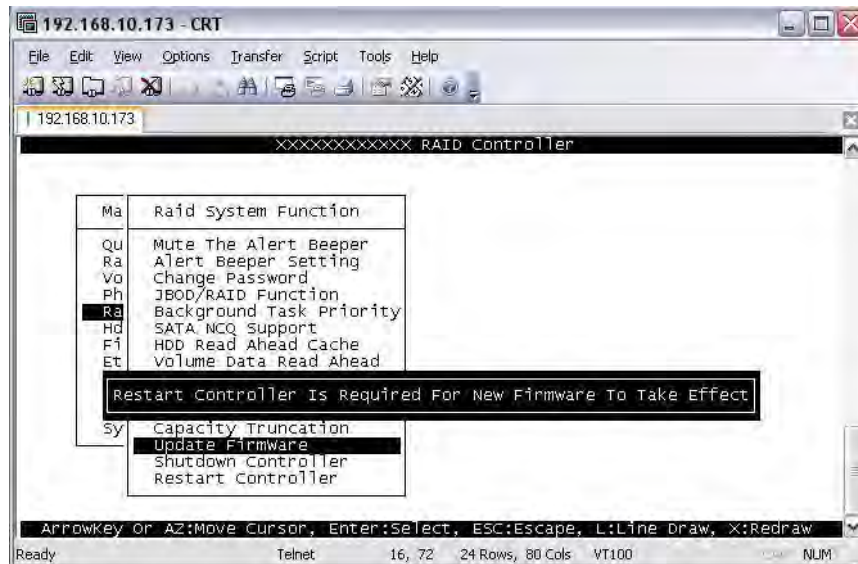 192.168.10.173 - CRT
File Edit View Options Transfer Script Tools Help
192.168.10.173
XXXXXXXXXXXX RAID Controller
Ma
Raid System Function
Qu
Mute The Alert Beeper
Ra
Alert Beeper Setting
Vo
Change Password
Ph
JBOD/RAID Function
Ra
Background Task Priority
Hd
SATA NCQ Support
Fi
HDD Read Ahead Cache
Et
Volume Data Read Ahead
Restart Controller Is Required For New Firmware To Take Effect
Sy
Capacity Truncation
Update Firmware
Shutdown Controller
Restart Controller
ArrowKey Or AZ:Move Cursor, Enter:Select, ESC:Escape, L:Line Draw, X:Redraw
Ready Telnet 16, 72 24 Rows, 80 Cols VT100 NUM